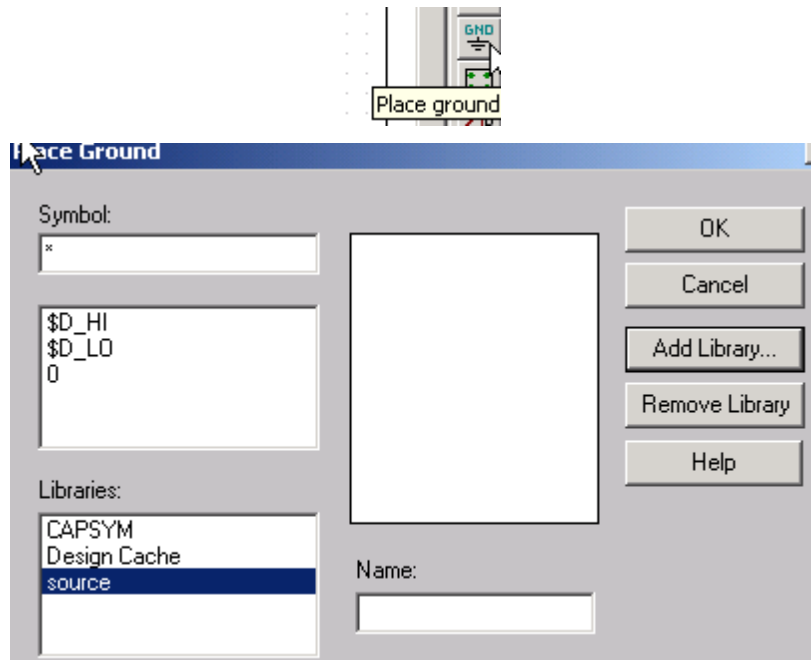 GND
Place ground
Place Ground
Symbol:
*
OK
Cancel
$D_HI
$D_LO
0
Add Library...
Remove Library
Help
Libraries:
CAPSYM
Design Cache
source
Name: